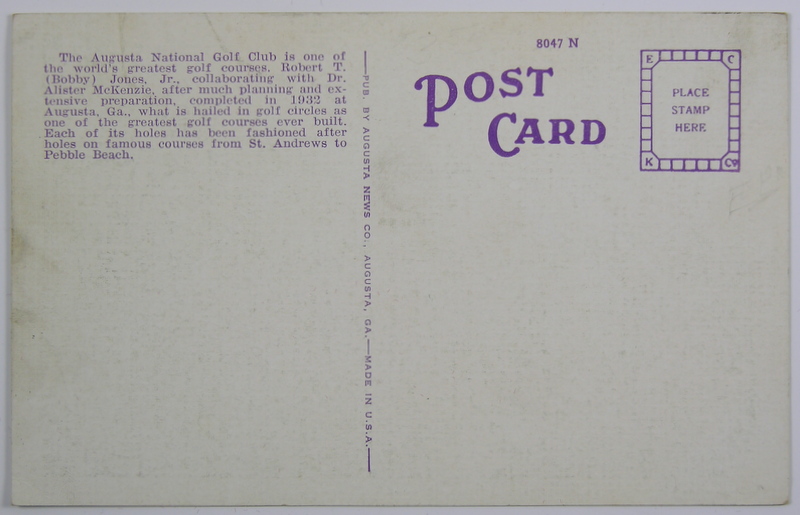 The Augusta National Golf Club is one of
the world's greatest golf courses. Robert T.
(Bobby) Jones, Jr., collaborating with Dr.
Alister McKenzie, after much planning and ex-
tensive preparation, completed in 1932 at
Augusta, Ga., what is hailed in golf circles as
one of the greatest golf courses ever built.
Each of its holes has been fashioned after
holes on famous courses from St. Andrews to
Pebble Beach.
PUB. BY AUGUSTA NEWS CO., AUGUSTA, GA.—MADE IN U.S.A.
8047 N
POST
CARD
E C
PLACE
STAMP
HERE
K Co